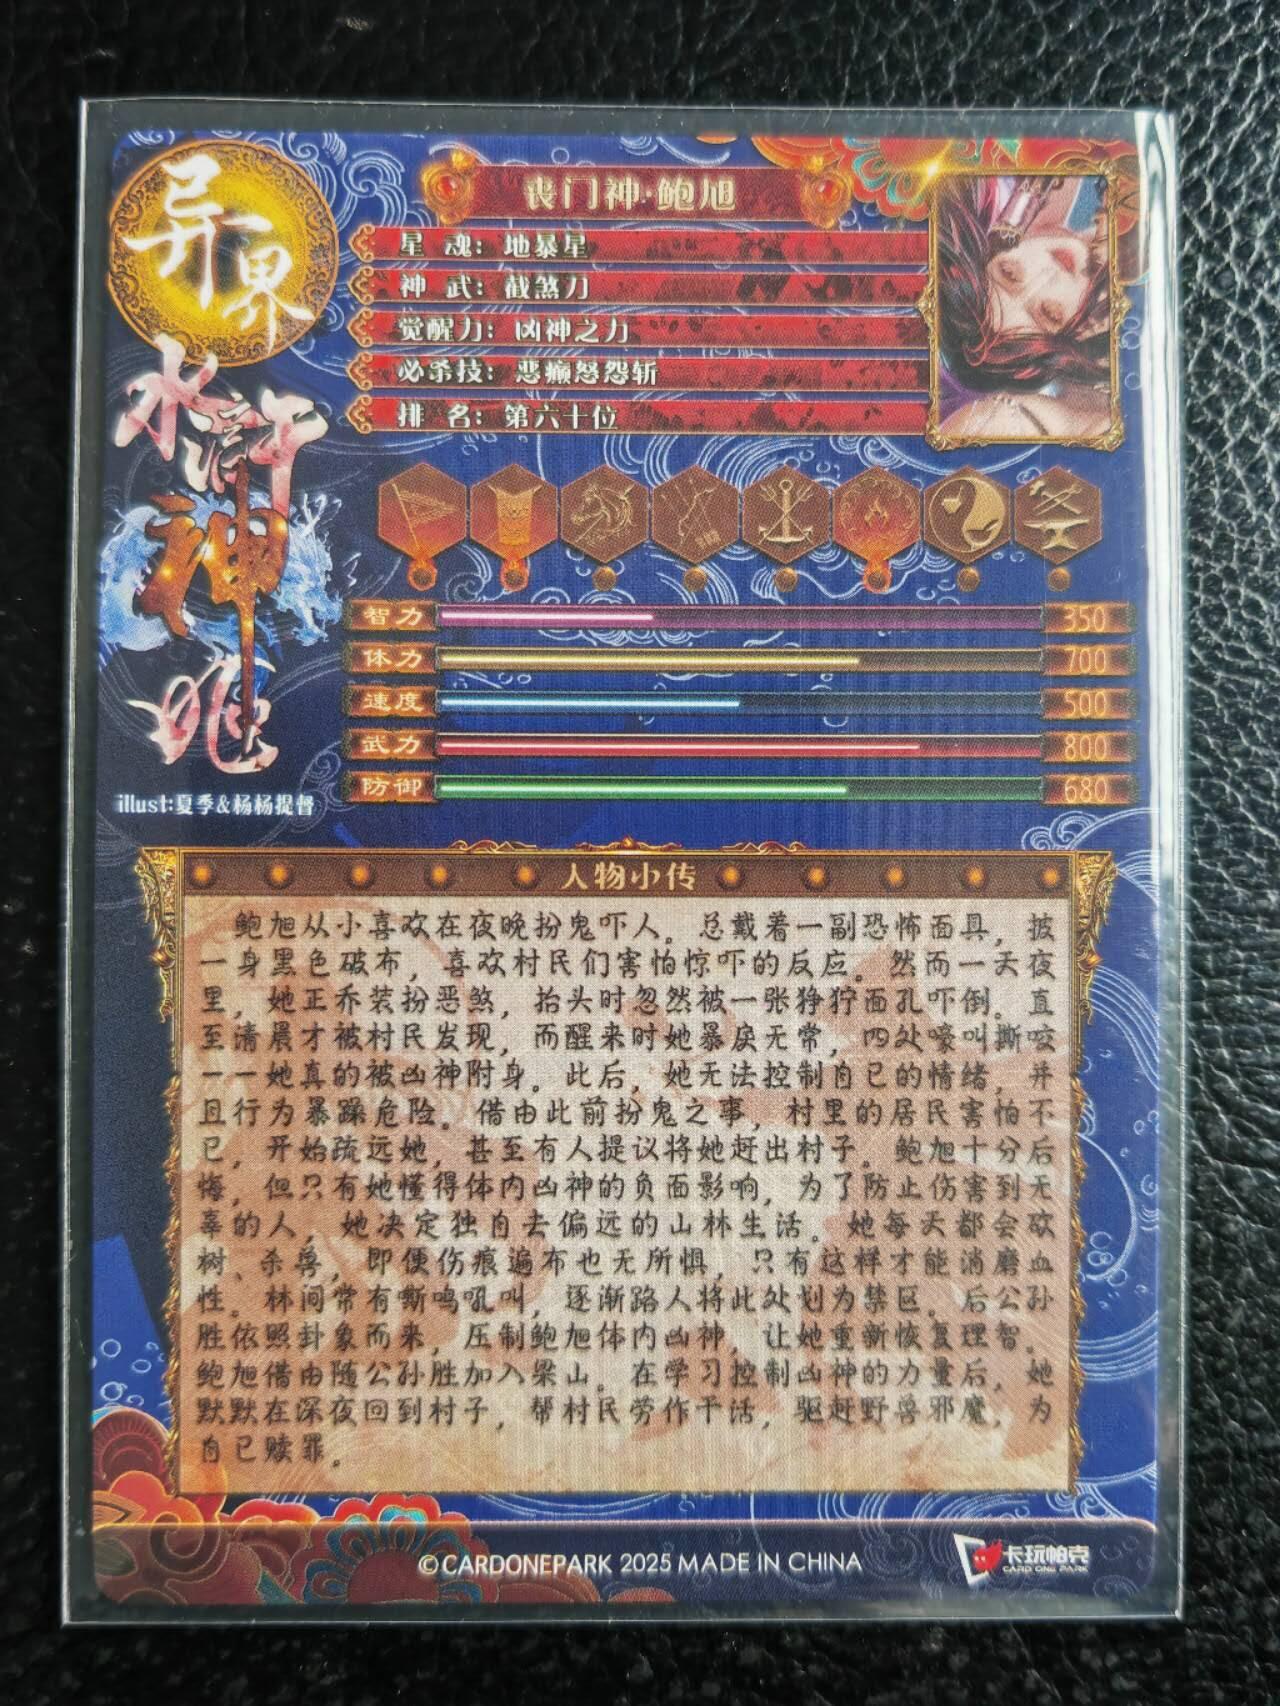 异界
水浒
神
鬼
丧门神·鲍旭
星 魂：地暴星
神 武：截煞刀
觉醒力：凶神之力
必杀技：恶癫怒怨斩
排 名：第六十位
智力 350
体力 700
速度 500
武力 800
防御 680
illust:夏季&杨杨提督
人物小传
鲍旭从小喜欢在夜晚扮鬼吓人。总戴着一副恐怖面具，披
一身黑色破布，喜欢村民们害怕惊吓的反应。然而一天夜
里，她正乔装扮恶煞，抬头时忽然被一张狰狞面孔吓倒。直
至清晨才被村民发现，而醒来时她暴戾无常，四处嚎叫撕咬
——她真的被凶神附身。此后，她无法控制自己的情绪，并
且行为暴躁危险。借由此前扮鬼之事，村里的居民害怕不
已，开始疏远她，甚至有人提议将她赶出村子。鲍旭十分后
悔，但只有她懂得体内凶神的负面影响，为了防止伤害到无
辜的人，她决定独自去偏远的山林生活。她每天都会砍
树、杀兽，即便伤痕遍布也无所惧，只有这样才能消磨血
性。林间常有嘶鸣吼叫，逐渐路人将此处划为禁区。后公孙
胜依照卦象而来，压制鲍旭体内凶神，让她重新恢复理智。
鲍旭借由随公孙胜加入梁山。在学习控制凶神的力量后，她
默默在深夜回到村子，帮村民劳作干活，驱赶野兽邪魔，为
自己赎罪。
©CARDONEPARK 2025 MADE IN CHINA
卡玩帕克
CARD ONE PARK